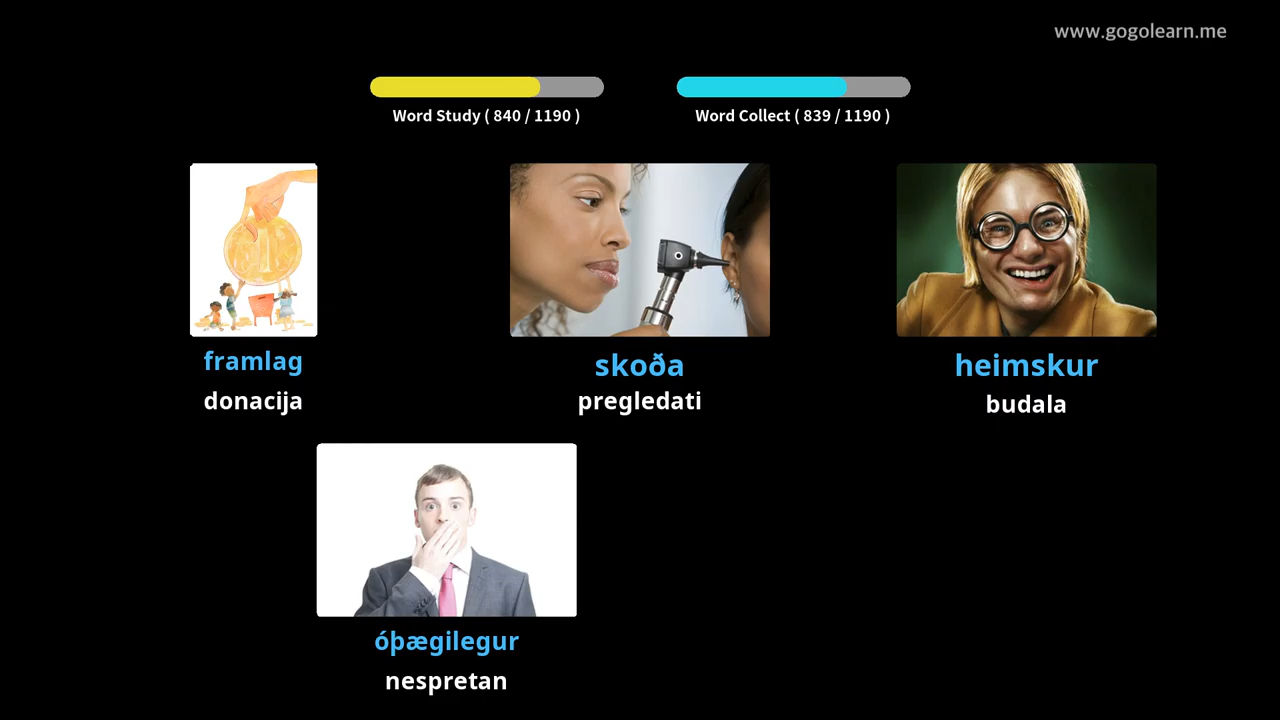 www.gogolearn.me
Word Study ( 840 / 1190 )
Word Collect ( 839 / 1190 )
framlag
donacija
skoða
pregledati
heimskur
budala
óþægilegur
nespretan